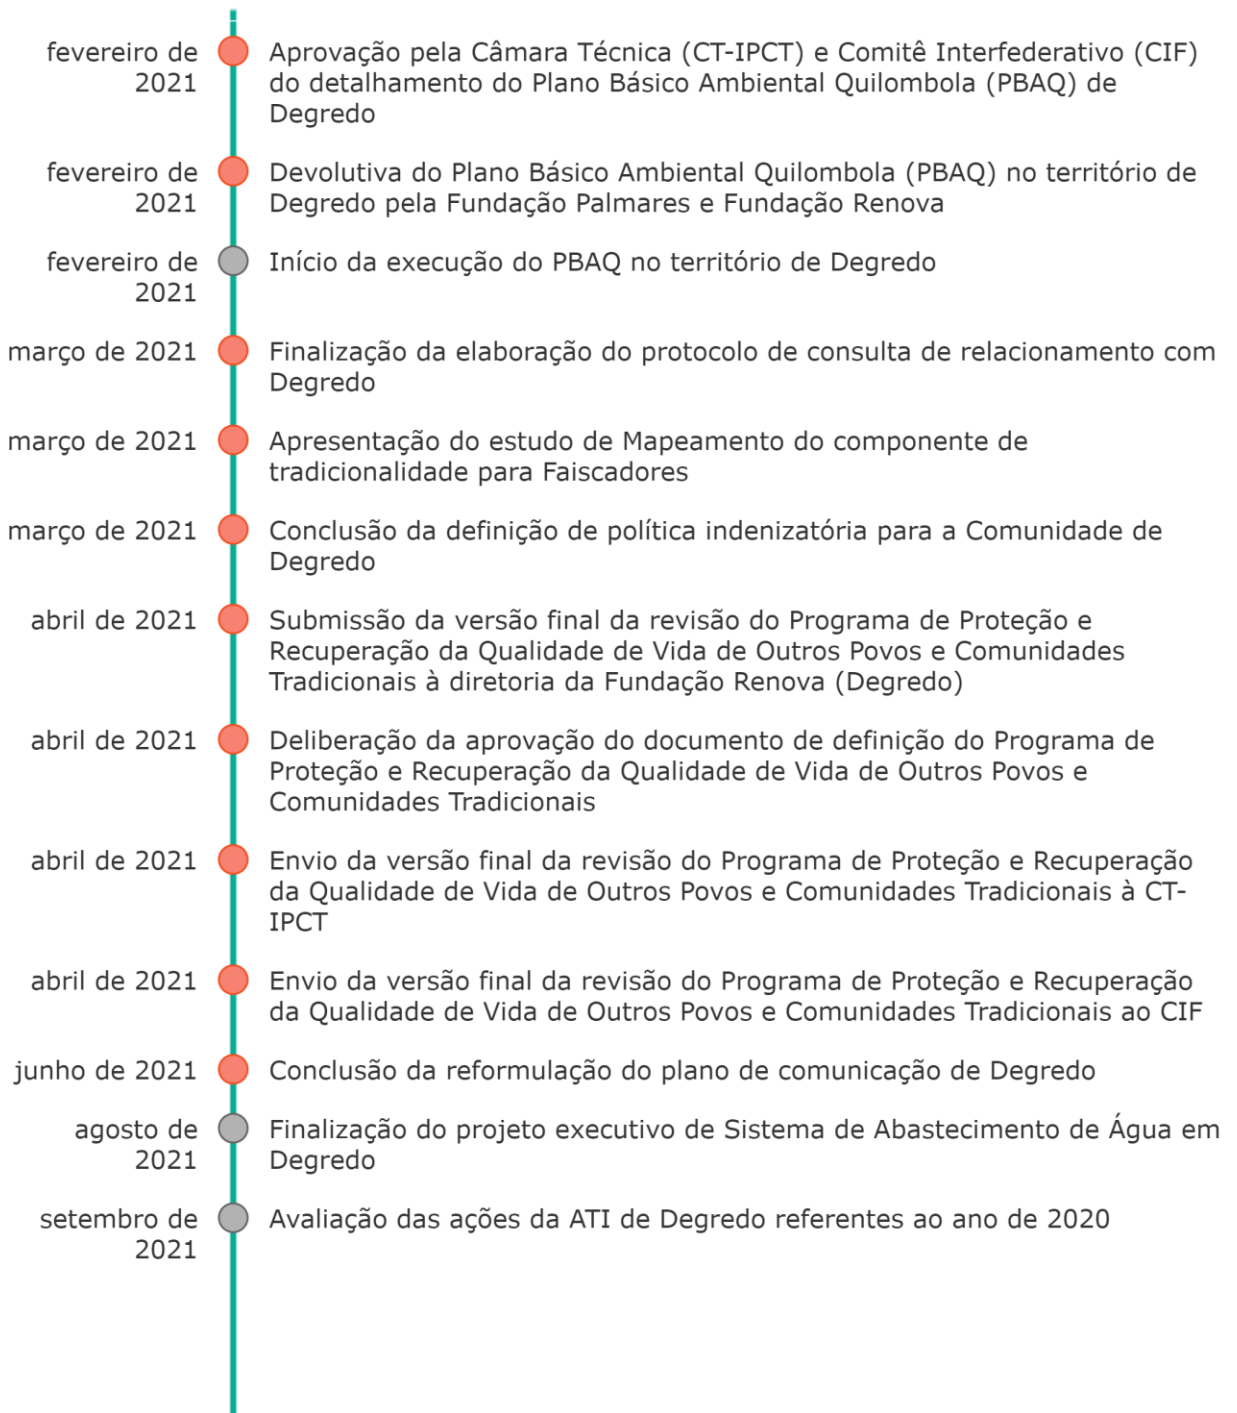 fevereiro de
2021
Aprovação pela Câmara Técnica (CT-IPCT) e Comitê Interfederativo (CIF)
do detalhamento do Plano Básico Ambiental Quilombola (PBAQ) de
Degredo
fevereiro de
2021
Devolutiva do Plano Básico Ambiental Quilombola (PBAQ) no território de
Degredo pela Fundação Palmares e Fundação Renova
fevereiro de
2021
Início da execução do PBAQ no território de Degredo
março de 2021
Finalização da elaboração do protocolo de consulta de relacionamento com
Degredo
março de 2021
Apresentação do estudo de Mapeamento do componente de
tradicionalidade para Faiscadores
março de 2021
Conclusão da definição de política indenizatória para a Comunidade de
Degredo
abril de 2021
Submissão da versão final da revisão do Programa de Proteção e
Recuperação da Qualidade de Vida de Outros Povos e Comunidades
Tradicionais à diretoria da Fundação Renova (Degredo)
abril de 2021
Deliberação da aprovação do documento de definição do Programa de
Proteção e Recuperação da Qualidade de Vida de Outros Povos e
Comunidades Tradicionais
abril de 2021
Envio da versão final da revisão do Programa de Proteção e Recuperação
da Qualidade de Vida de Outros Povos e Comunidades Tradicionais à CT-
IPCT
abril de 2021
Envio da versão final da revisão do Programa de Proteção e Recuperação
da Qualidade de Vida de Outros Povos e Comunidades Tradicionais ao CIF
junho de 2021
Conclusão da reformulação do plano de comunicação de Degredo
agosto de
2021
Finalização do projeto executivo de Sistema de Abastecimento de Água em
Degredo
setembro de
2021
Avaliação das ações da ATI de Degredo referentes ao ano de 2020